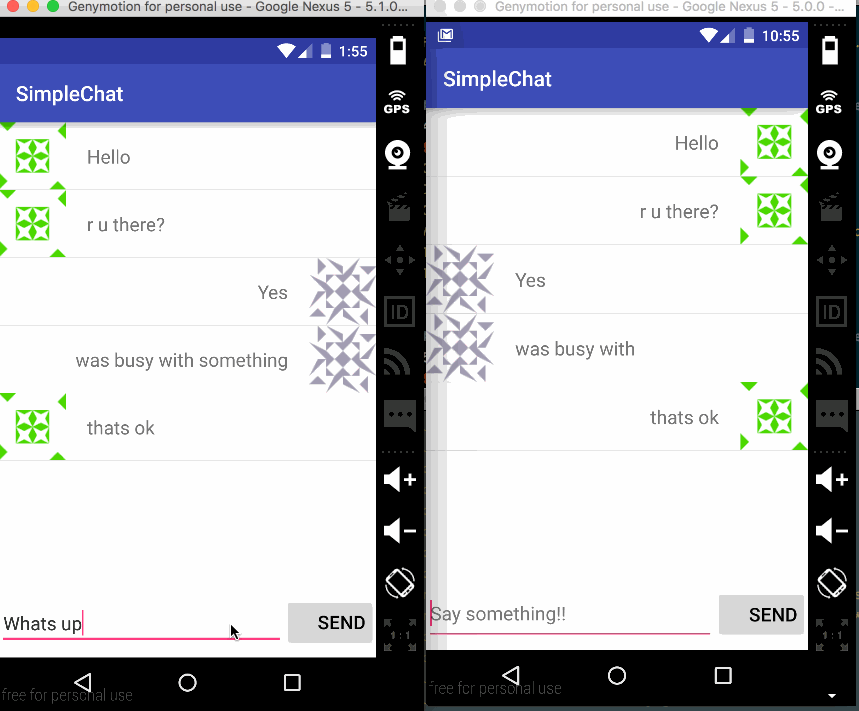 Genymotion for personal use - Google Nexus 5 - 5.1.0...
1:55
SimpleChat
Hello
r u there?
Yes
was busy with something
thats ok
Whats up
SEND
free for personal use
GPS
ID
1:1
Genymotion for personal use - Google Nexus 5 - 5.0.0 -...
10:55
SimpleChat
Hello
r u there?
Yes
was busy with
thats ok
Say something!!
SEND
free for personal use
GPS
ID
1:1